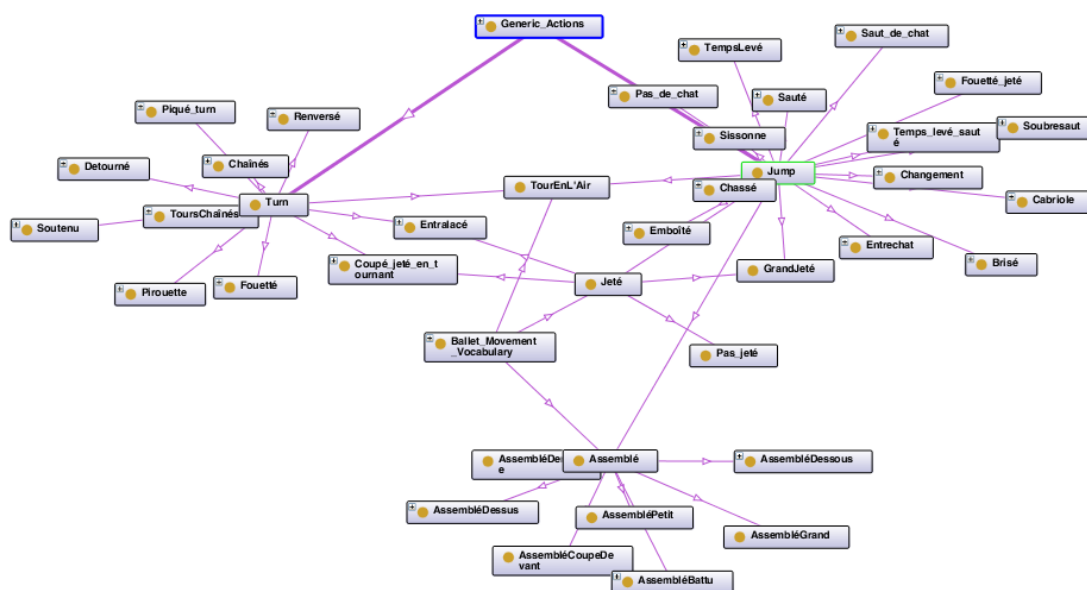 Generic_Actions
Saut_de_chat
TempsLevé
Fouetté_jeté
Pas_de_chat
Sauté
Piqué_turn
Renversé
Soubresaut
Sissonne
Temps_levé_saut
é
Detourné
Chaînés
Jump
Changement
TourEnL'Air
Chassé
Cabriole
Turn
ToursChaînés
Soutenu
Entralacé
Emboîté
Entrechat
Brisé
Coupé_jeté_en_t
ournant
GrandJeté
Jeté
Pirouette
Fouetté
Ballet_Movement
_Vocabulary
Pas_jeté
Assemblé
AssembléDessous
e
AssembléDessus
AssembléPetit
AssembléGrand
AssembléCoupeDe
vant
AssembléBattu